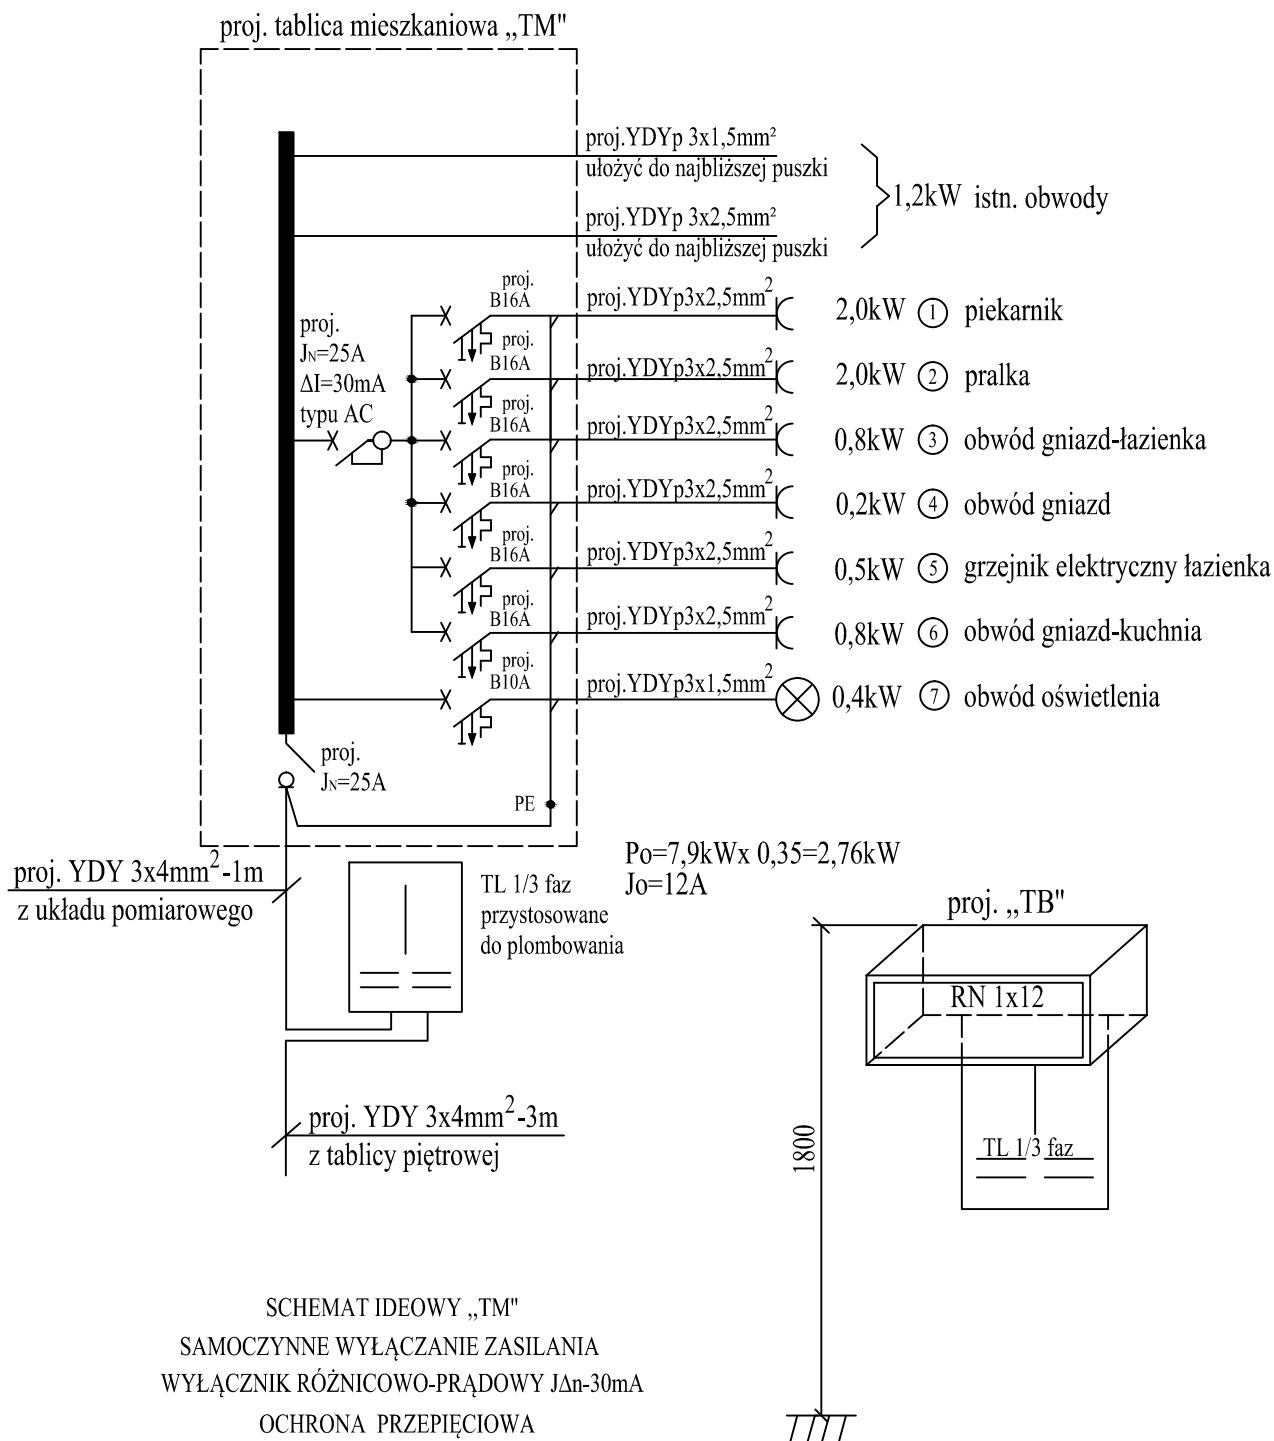 proj. tablica mieszkaniowa „TM"
proj.YDYp 3x1,5mm²
ułożyć do najbliższej puszki
proj.YDYp 3x2,5mm²
ułożyć do najbliższej puszki
1,2kW istn. obwody
proj.
B16A
proj.YDYp3x2,5mm²
2,0kW 1 piekarnik
proj.
JN=25A
ΔI=30mA
typu AC
proj.
B16A
proj.YDYp3x2,5mm²
2,0kW 2 pralka
proj.
B16A
proj.YDYp3x2,5mm²
0,8kW 3 obwód gniazd-łazienka
proj.
B16A
proj.YDYp3x2,5mm²
0,2kW 4 obwód gniazd
proj.
B16A
proj.YDYp3x2,5mm²
0,5kW 5 grzejnik elektryczny łazienka
proj.
B16A
proj.YDYp3x2,5mm²
0,8kW 6 obwód gniazd-kuchnia
proj.
B10A
proj.YDYp3x1,5mm²
0,4kW 7 obwód oświetlenia
proj.
JN=25A
PE
proj. YDY 3x4mm²-1m
z układu pomiarowego
TL 1/3 faz
przystosowane
do plombowania
Po=7,9kWx 0,35=2,76kW
Jo=12A
proj. „TB"
RN 1x12
TL 1/3 faz
1800
proj. YDY 3x4mm²-3m
z tablicy piętrowej
SCHEMAT IDEOWY „TM"
SAMOCZYNNE WYŁĄCZANIE ZASILANIA
WYŁĄCZNIK RÓŻNICOWO-PRĄDOWY JΔn-30mA
OCHRONA PRZEPIĘCIOWA